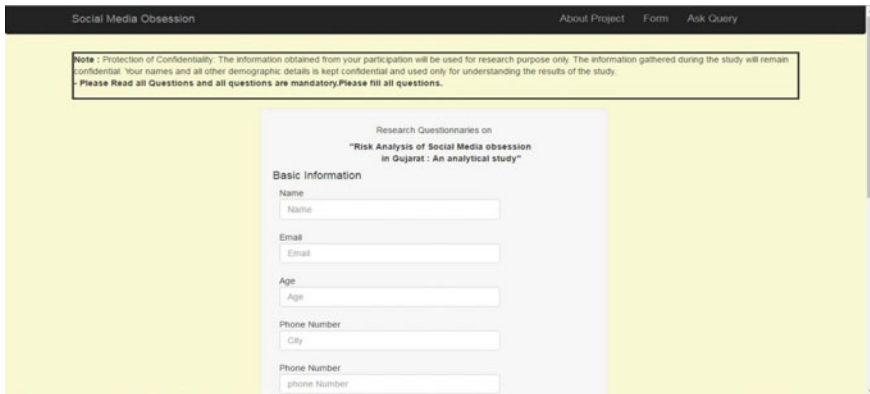 Social Media Obsession About Project Form Ask Query
Note : Protection of Confidentiality: The information obtained from your participation will be used for research purpose only. The information gathered during the study will remain
confidential. Your names and all other demographic details is kept confidential and used only for understanding the results of the study.
- Please Read all Questions and all questions are mandatory.Please fill all questions.
Research Questionnaries on
"Risk Analysis of Social Media obsession
in Gujarat : An analytical study"
Basic Information
Name
Name
Email
Email
Age
Age
Phone Number
City
Phone Number
phone Number